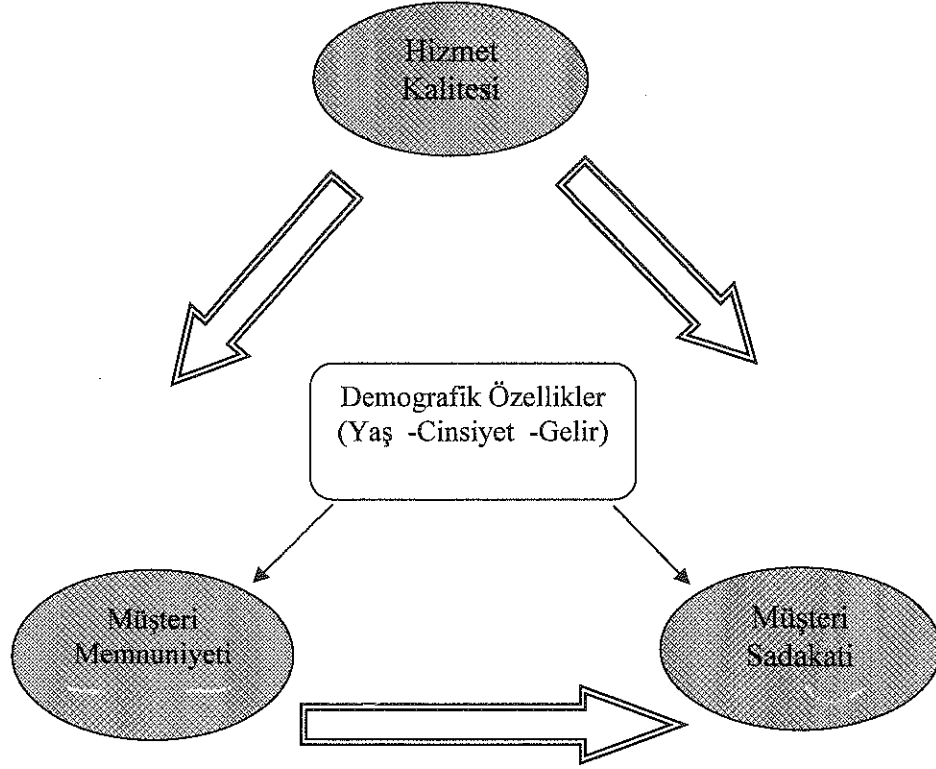 Hizmet
Kalitesi
Demografik Özellikler
(Yaş -Cinsiyet -Gelir)
Müşteri
Memnuniyeti
Müşteri
Sadakati